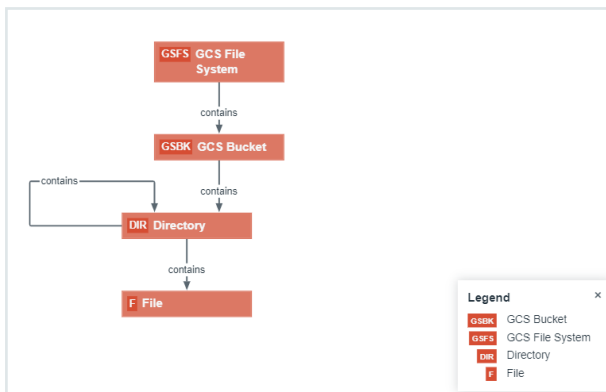 GSFS GCS File
System
contains
GSBK GCS Bucket
contains
contains
DIR Directory
contains
F File
Legend ×
GSBK GCS Bucket
GSFS GCS File System
DIR Directory
F File